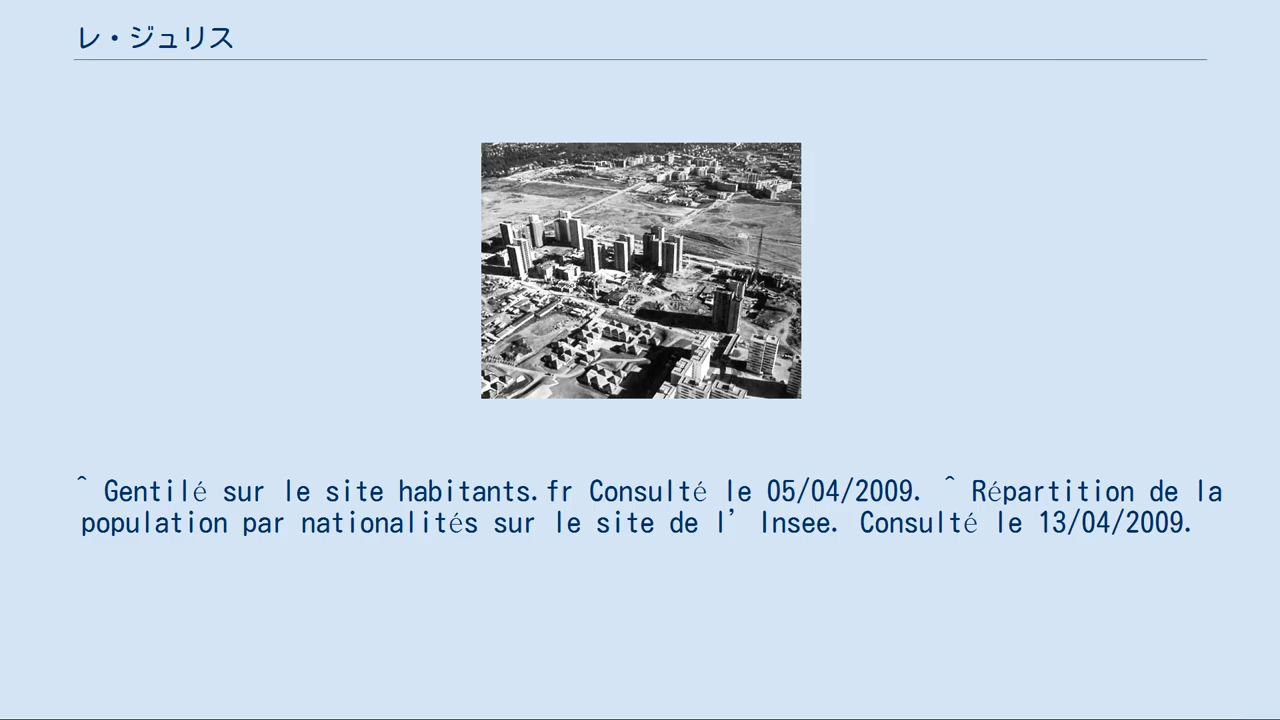 レ・ジュリス
^ Gentilé sur le site habitants.fr Consulté le 05/04/2009. ^ Répartition de la
population par nationalités sur le site de l’Insee. Consulté le 13/04/2009.